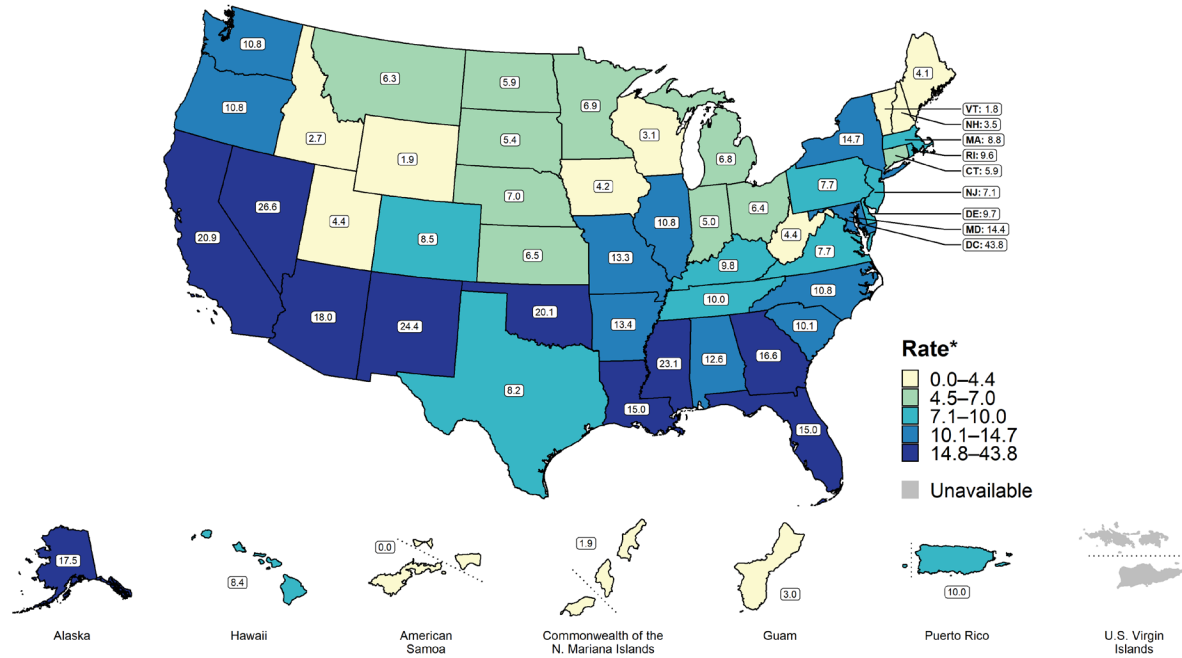 10.8
6.3
5.9
6.9
4.1
10.8
2.7
1.9
5.4
3.1
6.8
14.7
VT: 1.8
NH: 3.5
MA: 8.8
RI: 9.6
CT: 5.9
NJ: 7.1
DE: 9.7
MD: 14.4
DC: 43.8
20.9
26.6
4.4
8.5
7.0
4.2
10.8
5.0
6.4
7.7
4.4
7.7
6.5
13.3
9.8
10.8
18.0
24.4
20.1
13.4
10.0
10.1
8.2
15.0
23.1
12.6
16.6
15.0
Rate*
0.0–4.4
4.5–7.0
7.1–10.0
10.1–14.7
14.8–43.8
Unavailable
17.5
8.4
0.0
1.9
3.0
10.0
Alaska
Hawaii
American
Samoa
Commonwealth of the
N. Mariana Islands
Guam
Puerto Rico
U.S. Virgin
Islands